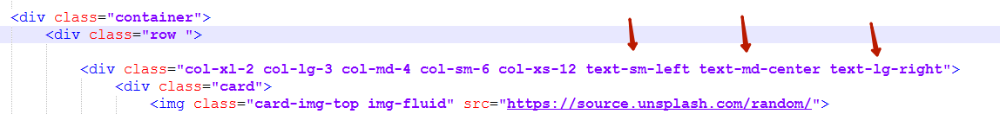 <div class="container">
<div class="row ">
<div class="col-xl-2 col-lg-3 col-md-4 col-sm-6 col-xs-12 text-sm-left text-md-center text-lg-right">
<div class="card">
<img class="card-img-top img-fluid" src="https://source.unsplash.com/random/">